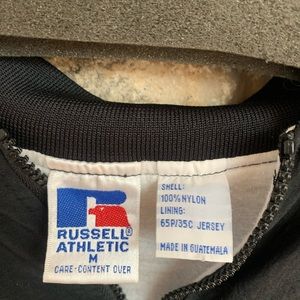 RUSSELL®
ATHLETIC
M
CARE-CONTENT OVER
SHELL:
100% NYLON
LINING:
65P/35C JERSEY
MADE IN GUATEMALA